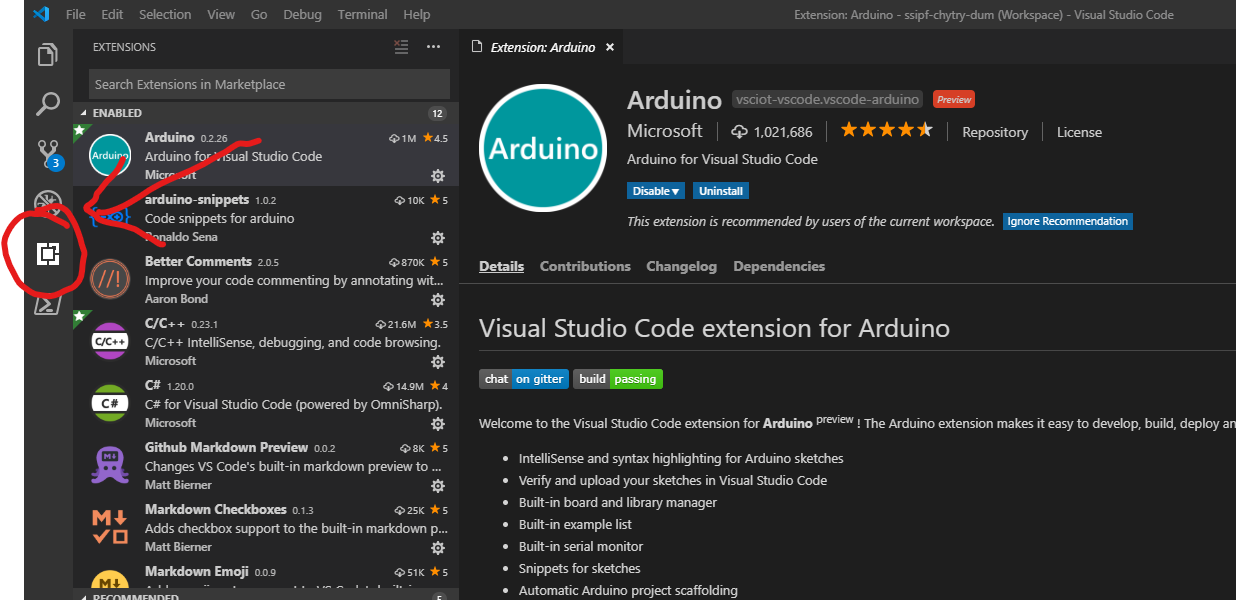 File Edit Selection View Go Debug Terminal Help
Extension: Arduino - ssipf-chytry-dum (Workspace) - Visual Studio Code
EXTENSIONS
Search Extensions in Marketplace
ENABLED 12
Arduino 0.2.26 1M 4.5
Arduino
Arduino for Visual Studio Code
Microsoft
3
arduino-snippets 1.0.2 10K 5
Code snippets for arduino
Ronaldo Sena
Better Comments 2.0.5 870K 5
//!
Improve your code commenting by annotating wit...
Aaron Bond
C/C++ 0.23.1 21.6M 3.5
C/C++
C/C++ IntelliSense, debugging, and code browsing.
Microsoft
C# 1.20.0 14.9M 4
C#
C# for Visual Studio Code (powered by OmniSharp).
Microsoft
Github Markdown Preview 0.0.2 8K 5
Changes VS Code's built-in markdown preview to ...
Matt Bierner
Markdown Checkboxes 0.1.3 25K 5
M
Adds checkbox support to the built-in markdown p...
Matt Bierner
Markdown Emoji 0.0.9 51K 5
M
RECOMMENDED 5
Extension: Arduino
Arduino
Arduino vsciot-vscode.vscode-arduino Preview
Microsoft 1,021,686 Repository License
Arduino for Visual Studio Code
Disable Uninstall
This extension is recommended by users of the current workspace. Ignore Recommendation
Details Contributions Changelog Dependencies
Visual Studio Code extension for Arduino
chat on gitter build passing
Welcome to the Visual Studio Code extension for Arduino preview ! The Arduino extension makes it easy to develop, build, deploy an
IntelliSense and syntax highlighting for Arduino sketches
Verify and upload your sketches in Visual Studio Code
Built-in board and library manager
Built-in example list
Built-in serial monitor
Snippets for sketches
Automatic Arduino project scaffolding